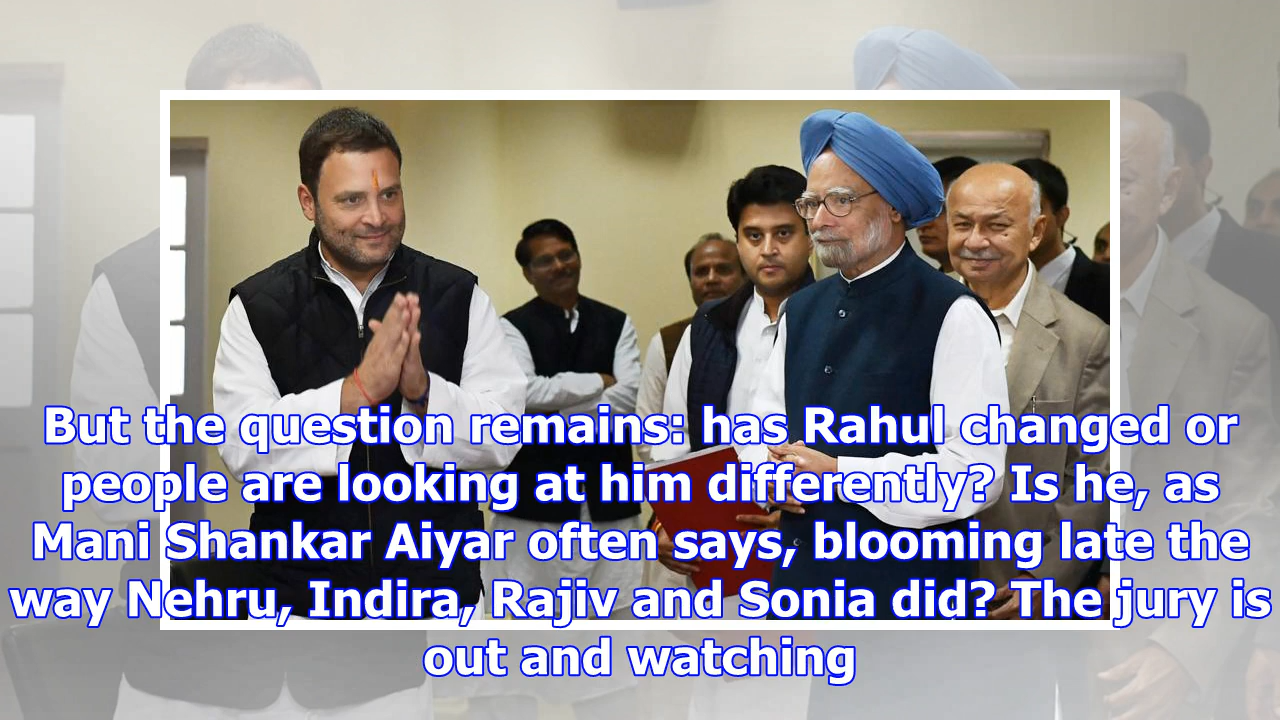 But the question remains: has Rahul changed or
people are looking at him differently? Is he, as
Mani Shankar Aiyar often says, blooming late the
way Nehru, Indira, Rajiv and Sonia did? The jury is
out and watching